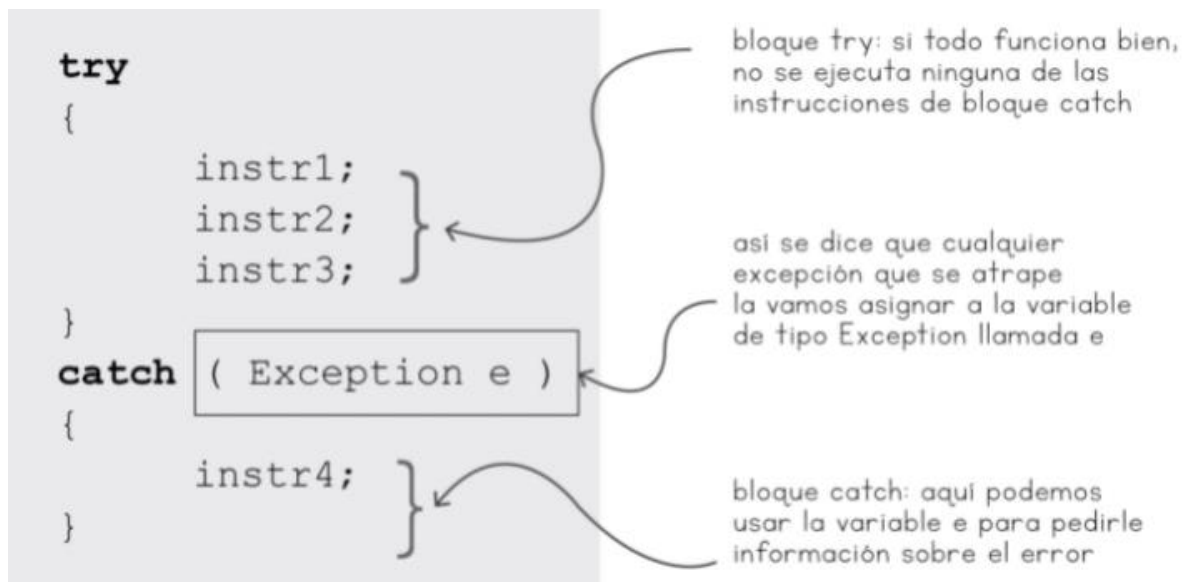 try
{
instr1;
instr2;
instr3;
}
catch ( Exception e )
{
instr4;
}
bloque try: si todo funciona bien,
no se ejecuta ninguna de las
instrucciones de bloque catch
así se dice que cualquier
excepción que se atrape
la vamos asignar a la variable
de tipo Exception llamada e
bloque catch: aquí podemos
usar la variable e para pedirle
información sobre el error